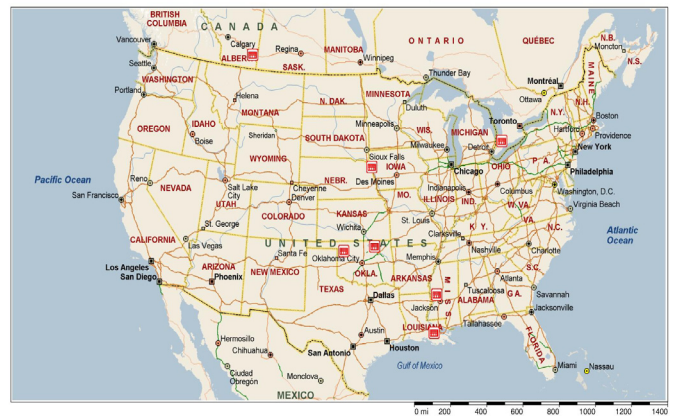 BRITISH
COLUMBIA
CANADA
ONTARIO
QUÉBEC
N.B.
Moncton
N.S.
Vancouver
Calgary
ALBER
Regina
SASK.
MANITOBA
Winnipeg
Thunder Bay
Montréal
Ottawa
MAINE
Seattle
WASHINGTON
Portland
Helena
MONTANA
N. DAK.
MINNESOTA
Duluth
Toronto
N.Y.
N.H.
Boston
OREGON
IDAHO
Boise
Sheridan
SOUTH DAKOTA
Minneapolis
WIS.
MICHIGAN
Milwaukee
Detroit
Hartford
Providence
New York
WYOMING
Sioux Falls
IOWA
Des Moines
Chicago
OHIO
P A.
Philadelphia
Pacific Ocean
Reno
NEVADA
San Francisco
Salt Lake
City
UTAH
Cheyenne
Denver
NEBR.
COLORADO
KANSAS
MO.
ILLINOIS
Indianapolis
IND.
Columbus
W. VA.
Washington, D.C.
Virginia Beach
VA.
St. George
Wichita
St. Louis
Clarksville
K Y.
N.C.
Atlantic
Ocean
CALIFORNIA
Las Vegas
UNITED STATES
Santa Fe
Oklahoma City
OKLA.
Nashville
Charlotte
Los Angeles
San Diego
ARIZONA
Phoenix
NEW MEXICO
TEXAS
ARKANSAS
Memphis
S.C.
Atlanta
Dallas
MISS
Jackson
Tuscaloosa
ALABAMA
GA.
Savannah
Jacksonville
Tallahassee
Hermosillo
Chihuahua
Austin
San Antonio
Houston
LOUISIANA
FLORIDA
Gulf of Mexico
Ciudad
Obregón
Monclova
MEXICO
Miami
Nassau
0 mi 200 400 600 800 1000 1200 1400